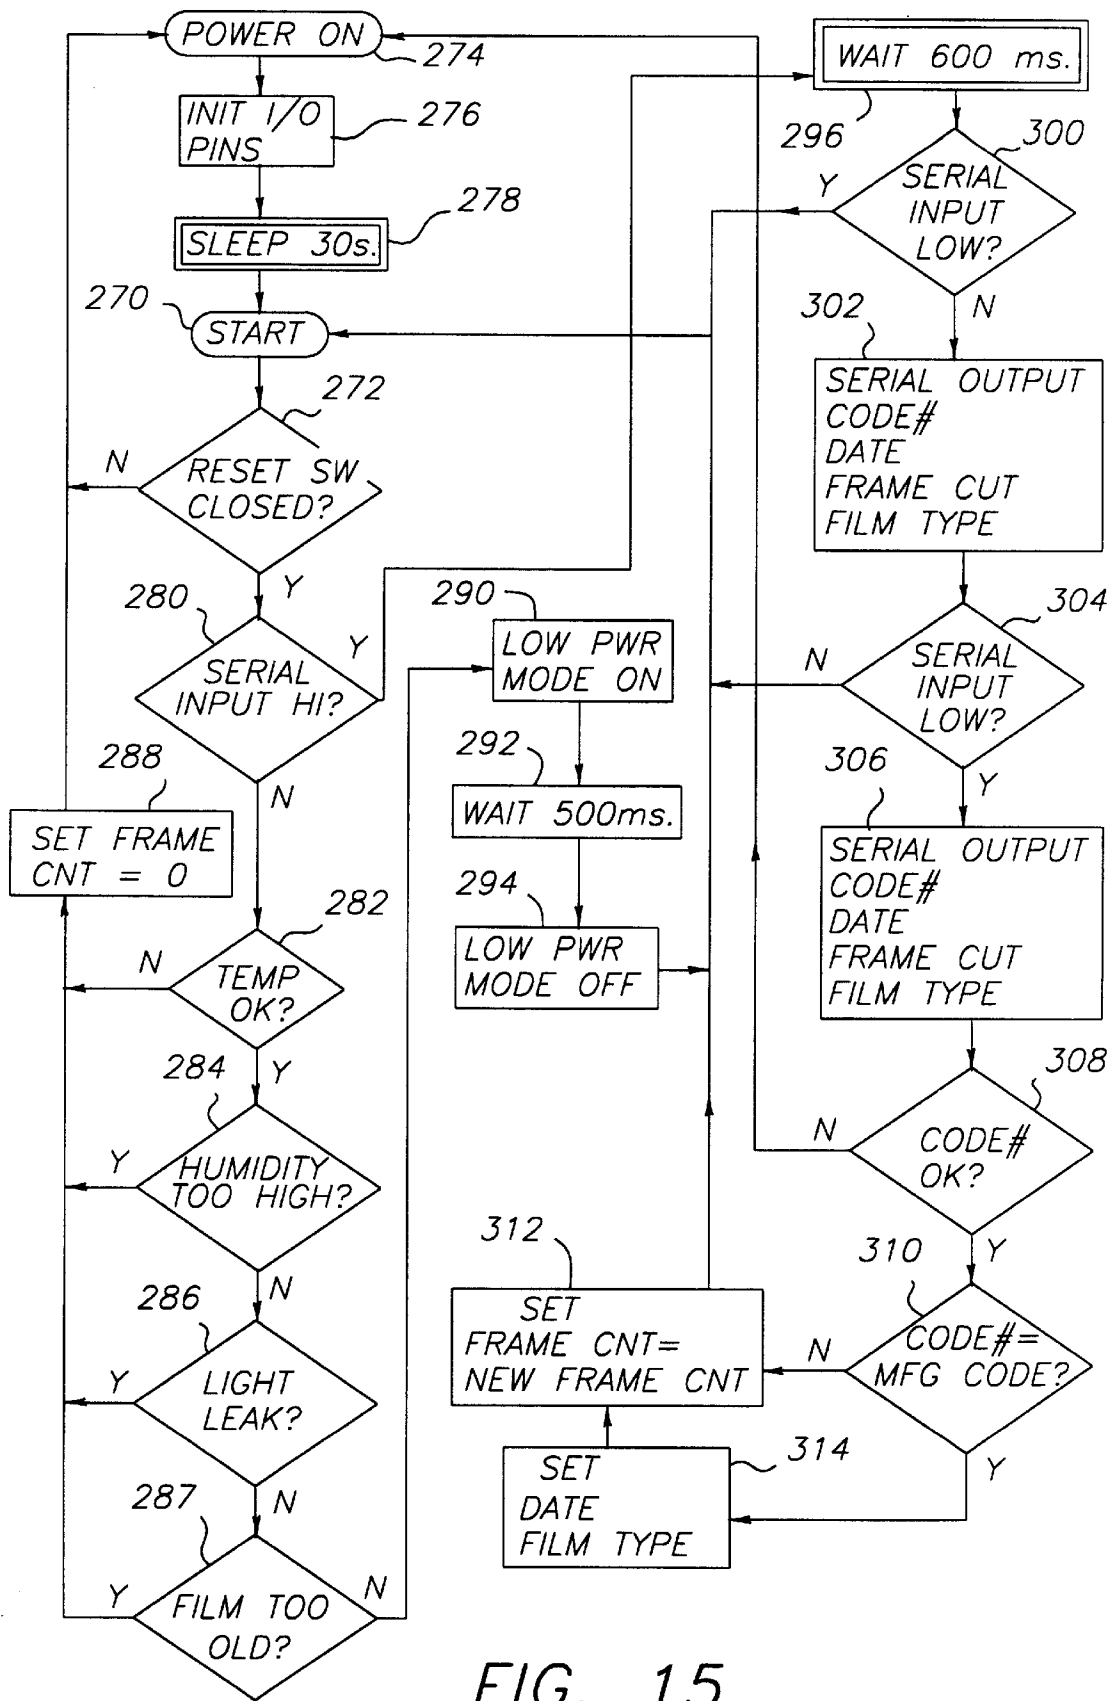 POWER ON
274
INIT I/O
PINS
276
SLEEP 30s.
278
270
START
272
RESET SW
CLOSED?
N
Y
280
SERIAL
INPUT HI?
Y
N
288
SET FRAME
CNT = 0
282
TEMP
OK?
N
Y
284
HUMIDITY
TOO HIGH?
Y
N
286
LIGHT
LEAK?
Y
N
287
FILM TOO
OLD?
Y
N
290
LOW PWR
MODE ON
292
WAIT 500ms.
294
LOW PWR
MODE OFF
WAIT 600 ms.
296
300
SERIAL
INPUT
LOW?
Y
N
302
SERIAL OUTPUT
CODE#
DATE
FRAME CUT
FILM TYPE
304
SERIAL
INPUT
LOW?
N
Y
306
SERIAL OUTPUT
CODE#
DATE
FRAME CUT
FILM TYPE
308
CODE#
OK?
N
Y
310
CODE#=
MFG CODE?
N
Y
312
SET
FRAME CNT=
NEW FRAME CNT
314
SET
DATE
FILM TYPE
FIG. 15